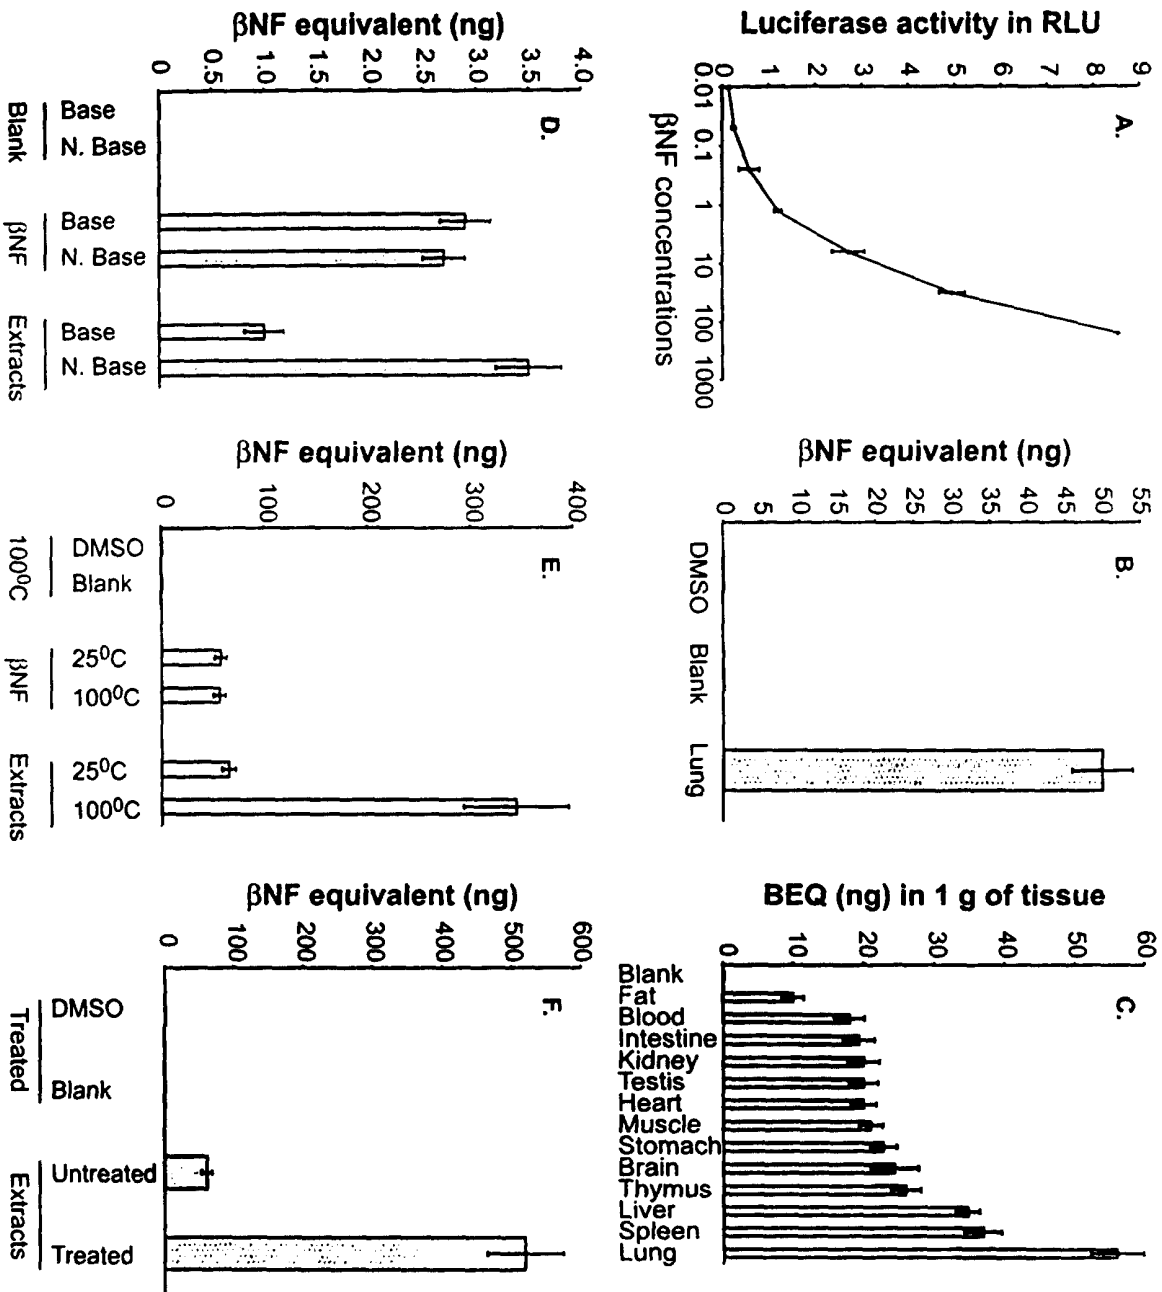 A.
Luciferase activity in RLU
0 1 2 3 4 5 6 7 8 9
0.01 0.1 1 10 100 1000
βNF concentrations
B.
βNF equivalent (ng)
0 5 10 15 20 25 30 35 40 45 50 55
DMSO Blank Lung
C.
BEQ (ng) in 1 g of tissue
0 10 20 30 40 50 60
Blank
Fat
Blood
Intestine
Kidney
Testis
Heart
Muscle
Stomach
Brain
Thymus
Liver
Spleen
Lung
D.
βNF equivalent (ng)
0 0.5 1.0 1.5 2.0 2.5 3.0 3.5 4.0
Base
N. Base
Base
N. Base
Base
N. Base
Blank βNF Extracts
E.
βNF equivalent (ng)
0 100 200 300 400
DMSO
Blank
25⁰C
100⁰C
25⁰C
100⁰C
100⁰C βNF Extracts
F.
βNF equivalent (ng)
0 100 200 300 400 500 600
DMSO
Blank
Untreated
Treated
Treated Extracts